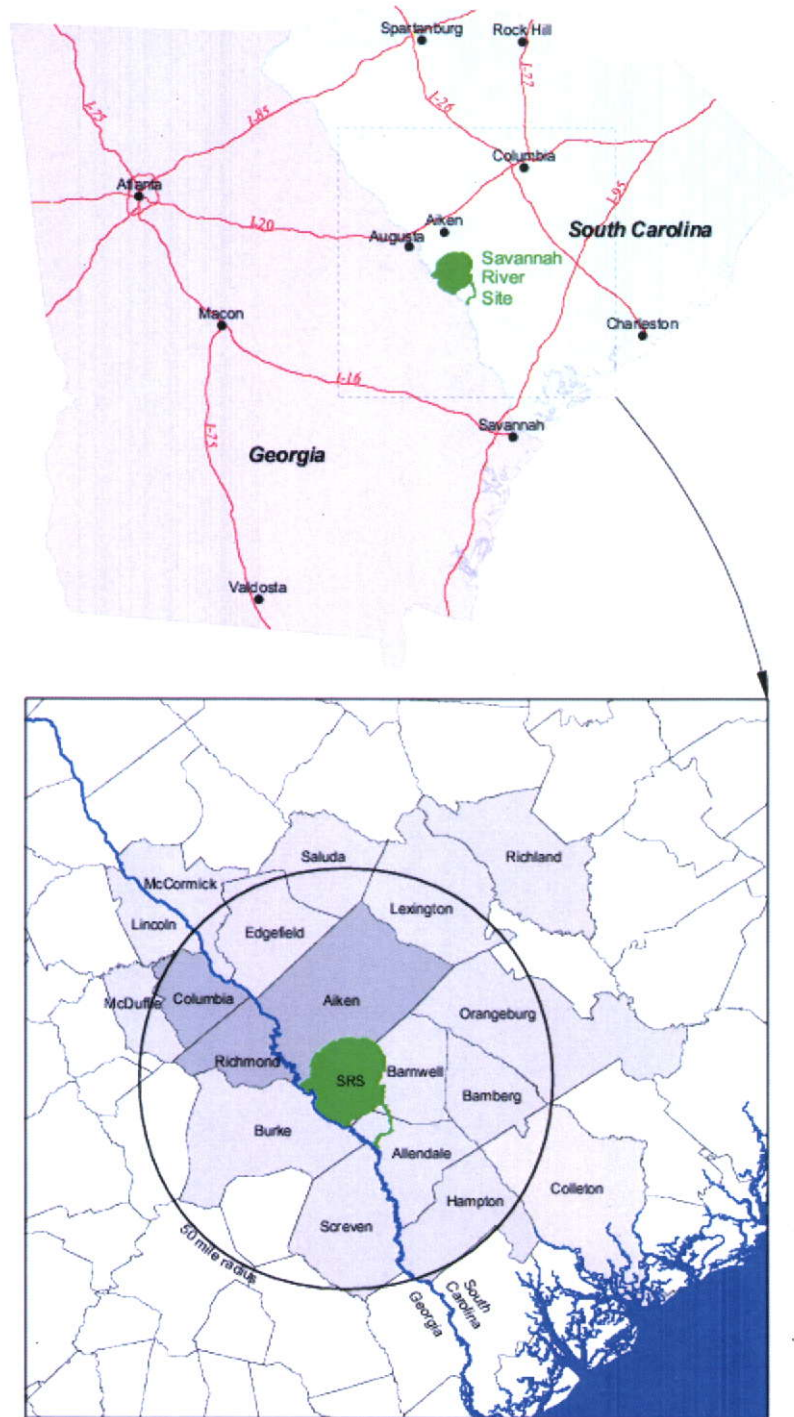 Spartanburg
Rock Hill
I-75
I-85
I-26
I-77
Columbia
Atlanta
I-95
I-20
Aiken
Augusta
South Carolina
Savannah
River
Site
Macon
Charleston
I-16
I-75
Savannah
Georgia
Valdosta
Saluda
Richland
McCormick
Lexington
Lincoln
Edgefield
McDuffie
Columbia
Aiken
Orangeburg
Richmond
SRS
Barnwell
Bamberg
Burke
Allendale
Colleton
Hampton
Screven
50 mile radius
South Carolina
Georgia